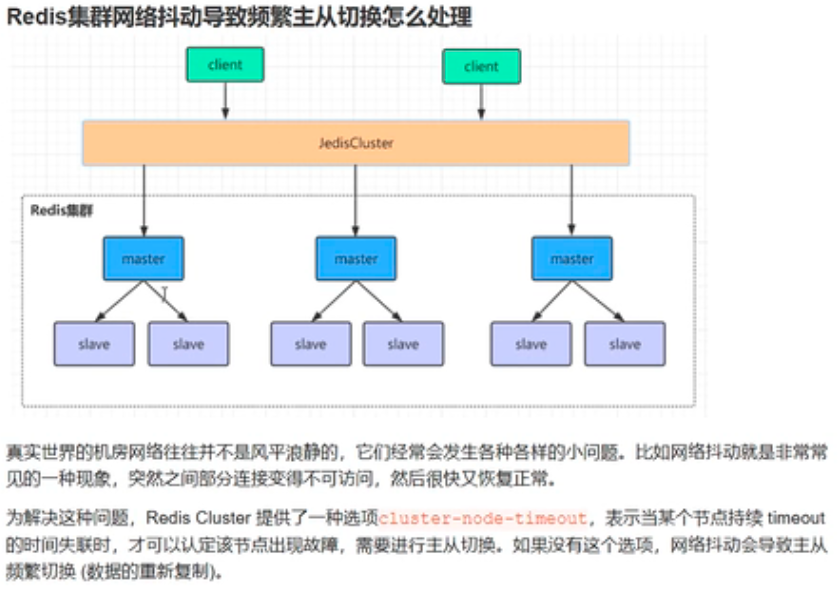 Redis集群网络抖动导致频繁主从切换怎么处理
client
client
JedisCluster
Redis集群
master
master
master
slave
slave
slave
slave
slave
slave
真实世界的机房网络往往并不是风平浪静的，它们经常会发生各种各样的小问题。比如网络抖动就是非常常
见的一种现象，突然之间部分连接变得不可访问，然后很快又恢复正常。
为解决这种问题，Redis Cluster 提供了一种选项cluster-node-timeout，表示当某个节点持续 timeout
的时间失联时，才可以认定该节点出现故障，需要进行主从切换。如果没有这个选项，网络抖动会导致主从
频繁切换 (数据的重新复制)。